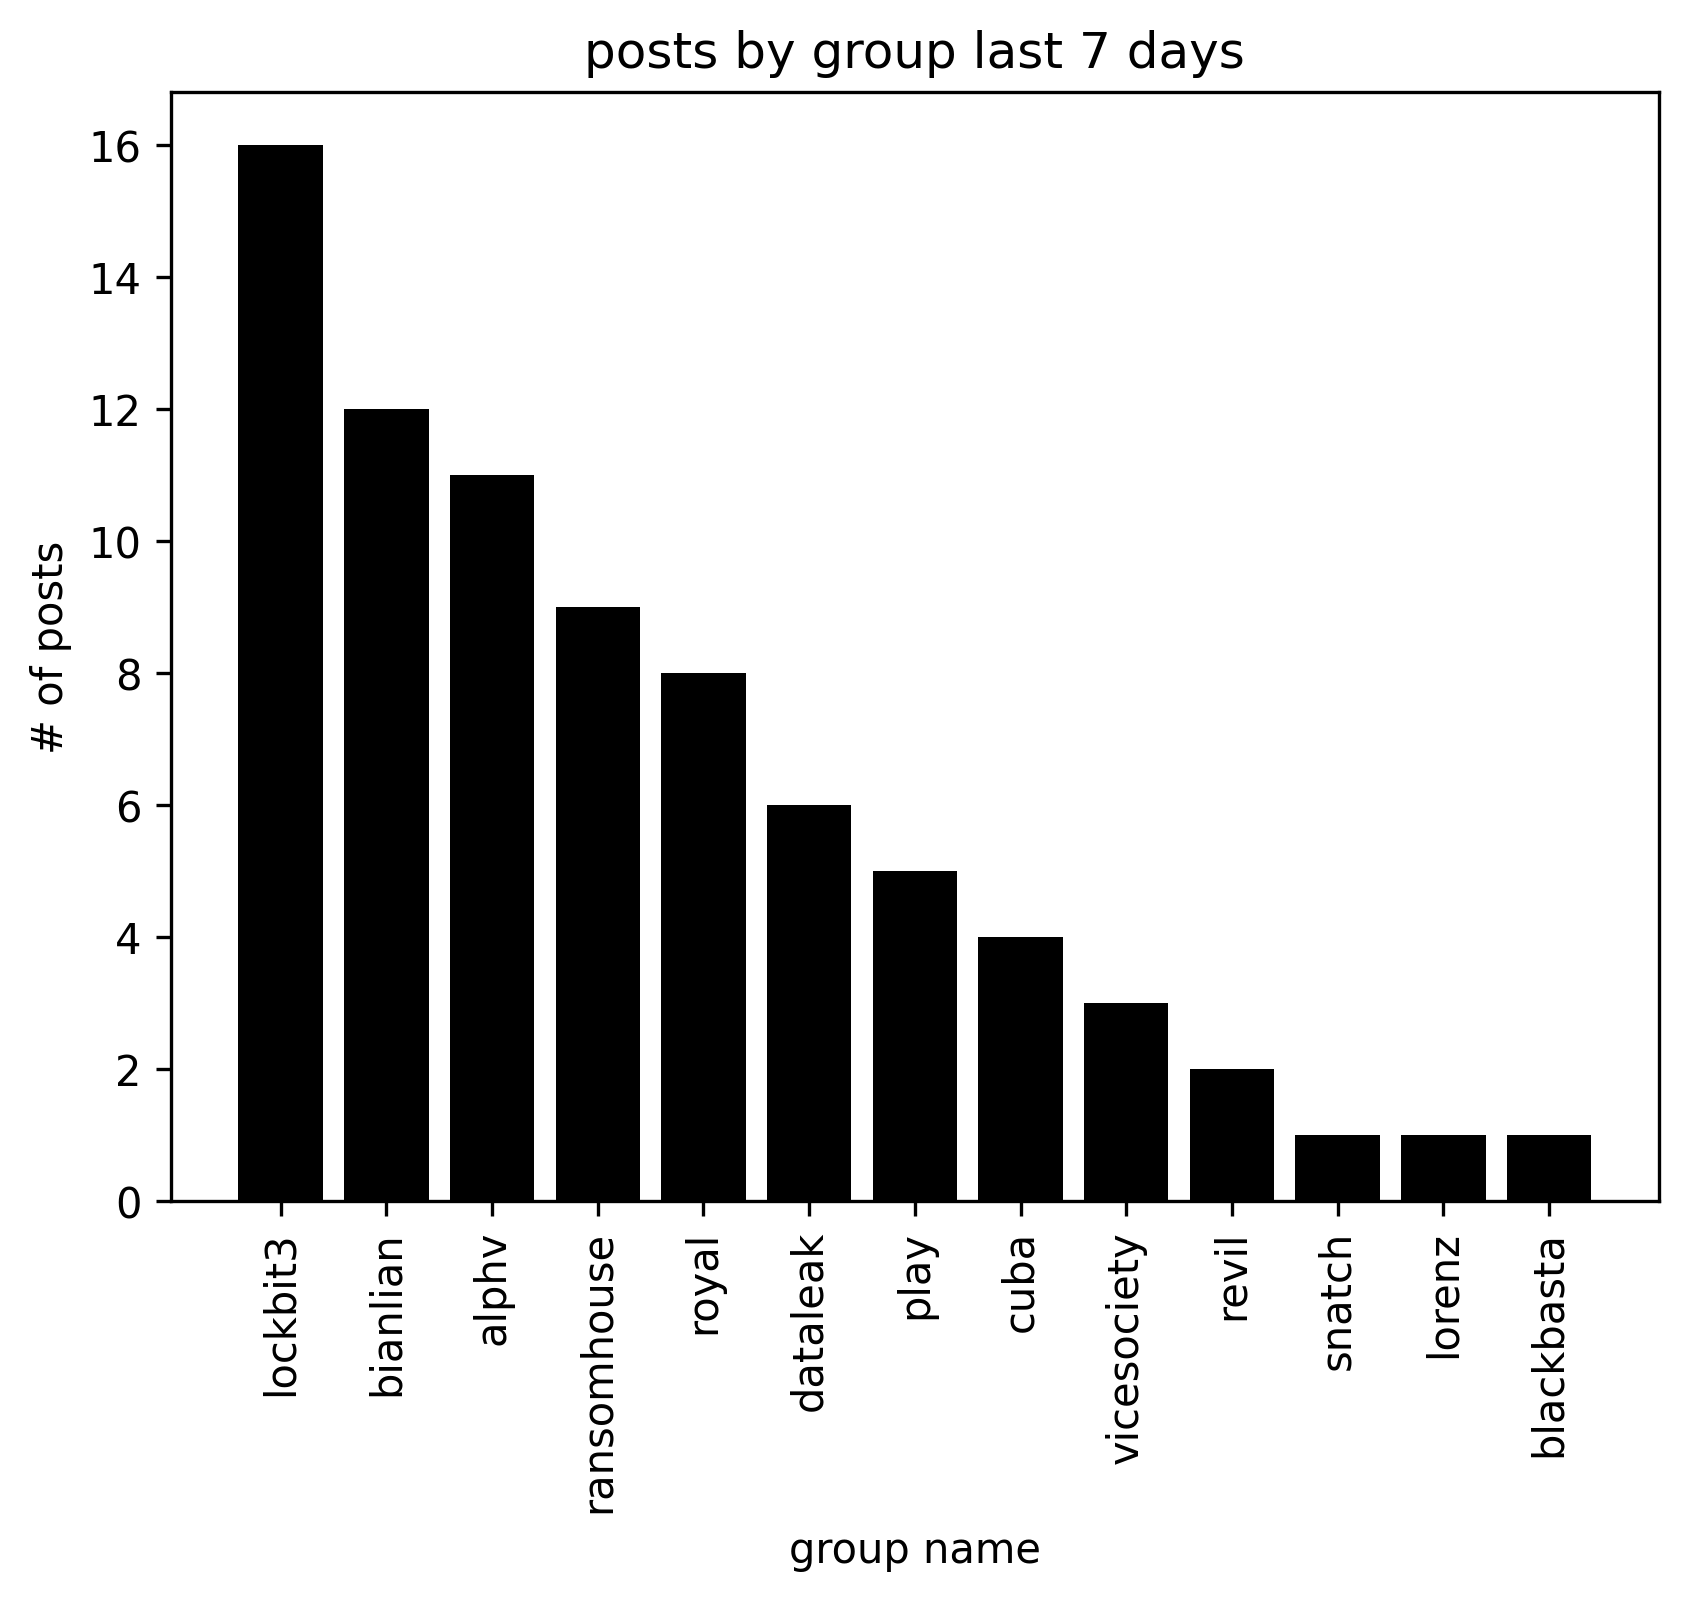 posts by group last 7 days
16
14
12
10
8
6
4
2
0
# of posts
lockbit3
bianlian
alphv
ransomhouse
royal
dataleak
play
cuba
vicesociety
revil
snatch
lorenz
blackbasta
group name